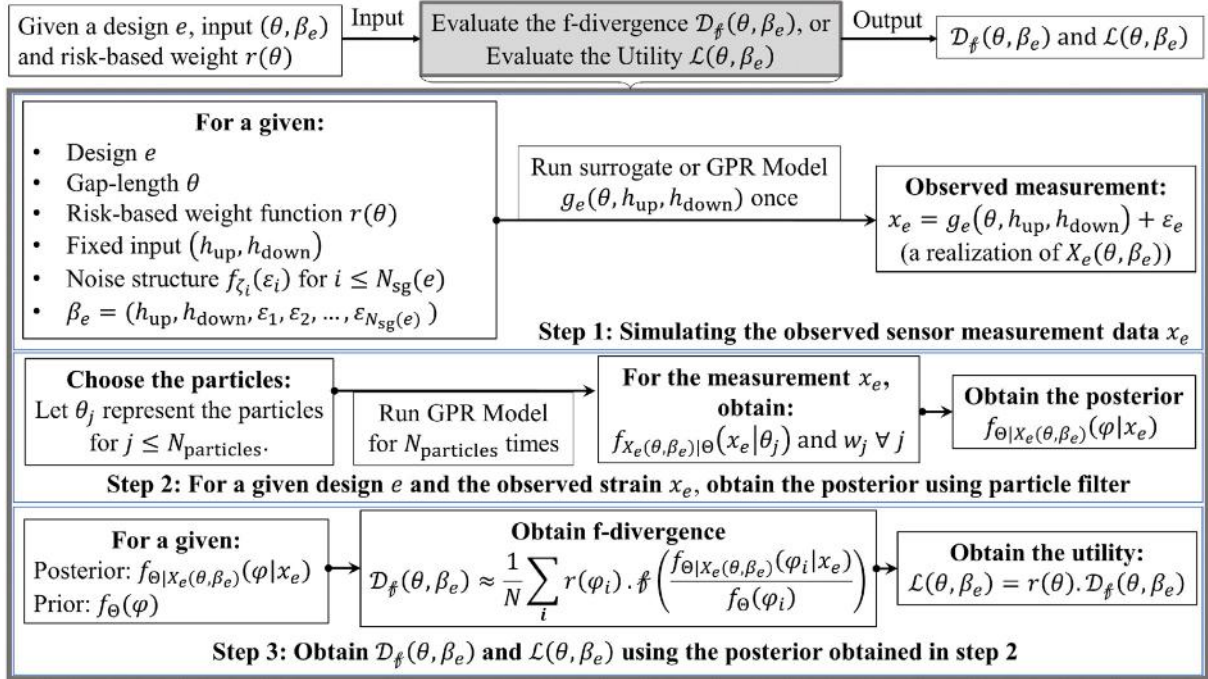 Given a design e, input (θ, β_e)
and risk-based weight r(θ)
Input
Evaluate the f-divergence 𝒟_𝒻(θ, β_e), or
Evaluate the Utility ℒ(θ, β_e)
Output
𝒟_𝒻(θ, β_e) and ℒ(θ, β_e)
For a given:
• Design e
• Gap-length θ
• Risk-based weight function r(θ)
• Fixed input (h_up, h_down)
• Noise structure f_{ζ_i}(ε_i) for i ≤ N_sg(e)
• β_e = (h_up, h_down, ε_1, ε_2, …, ε_{N_sg(e)} )
Run surrogate or GPR Model
g_e(θ, h_up, h_down) once
Observed measurement:
x_e = g_e(θ, h_up, h_down) + ε_e
(a realization of X_e(θ, β_e))
Step 1: Simulating the observed sensor measurement data x_e
Choose the particles:
Let θ_j represent the particles
for j ≤ N_particles.
Run GPR Model
for N_particles times
For the measurement x_e,
obtain:
f_{X_e(θ,β_e)|Θ}(x_e|θ_j) and w_j ∀ j
Obtain the posterior
f_{Θ|X_e(θ,β_e)}(φ|x_e)
Step 2: For a given design e and the observed strain x_e, obtain the posterior using particle filter
For a given:
Posterior: f_{Θ|X_e(θ,β_e)}(φ|x_e)
Prior: f_Θ(φ)
Obtain f-divergence
𝒟_𝒻(θ, β_e) ≈ 1/N ∑_i r(φ_i) . 𝒻 ( f_{Θ|X_e(θ,β_e)}(φ_i|x_e) / f_Θ(φ_i) )
Obtain the utility:
ℒ(θ, β_e) = r(θ). 𝒟_𝒻(θ, β_e)
Step 3: Obtain 𝒟_𝒻(θ, β_e) and ℒ(θ, β_e) using the posterior obtained in step 2